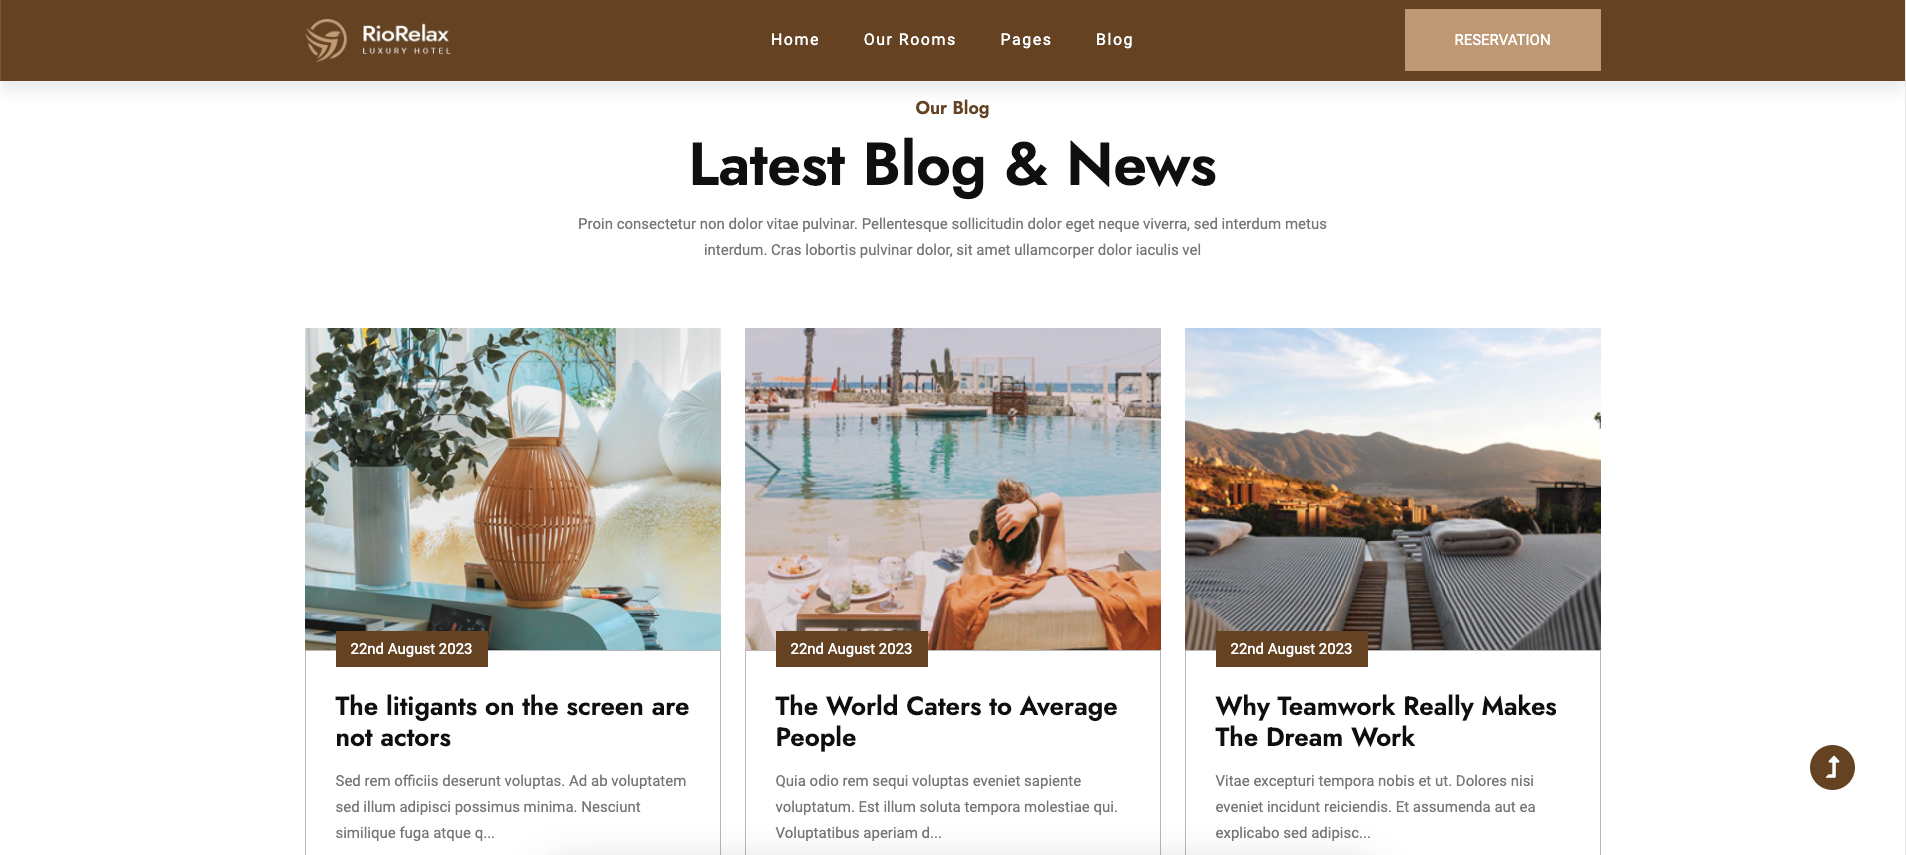 RioRelax
LUXURY HOTEL
Home Our Rooms Pages Blog
RESERVATION
Our Blog
Latest Blog & News
Proin consectetur non dolor vitae pulvinar. Pellentesque sollicitudin dolor eget neque viverra, sed interdum metus
interdum. Cras lobortis pulvinar dolor, sit amet ullamcorper dolor iaculis vel
22nd August 2023
The litigants on the screen are
not actors
Sed rem officiis deserunt voluptas. Ad ab voluptatem
sed illum adipisci possimus minima. Nesciunt
similique fuga atque q...
22nd August 2023
The World Caters to Average
People
Quia odio rem sequi voluptas eveniet sapiente
voluptatum. Est illum soluta tempora molestiae qui.
Voluptatibus aperiam d...
22nd August 2023
Why Teamwork Really Makes
The Dream Work
Vitae excepturi tempora nobis et ut. Dolores nisi
eveniet incidunt reiciendis. Et assumenda aut ea
explicabo sed adipisc...